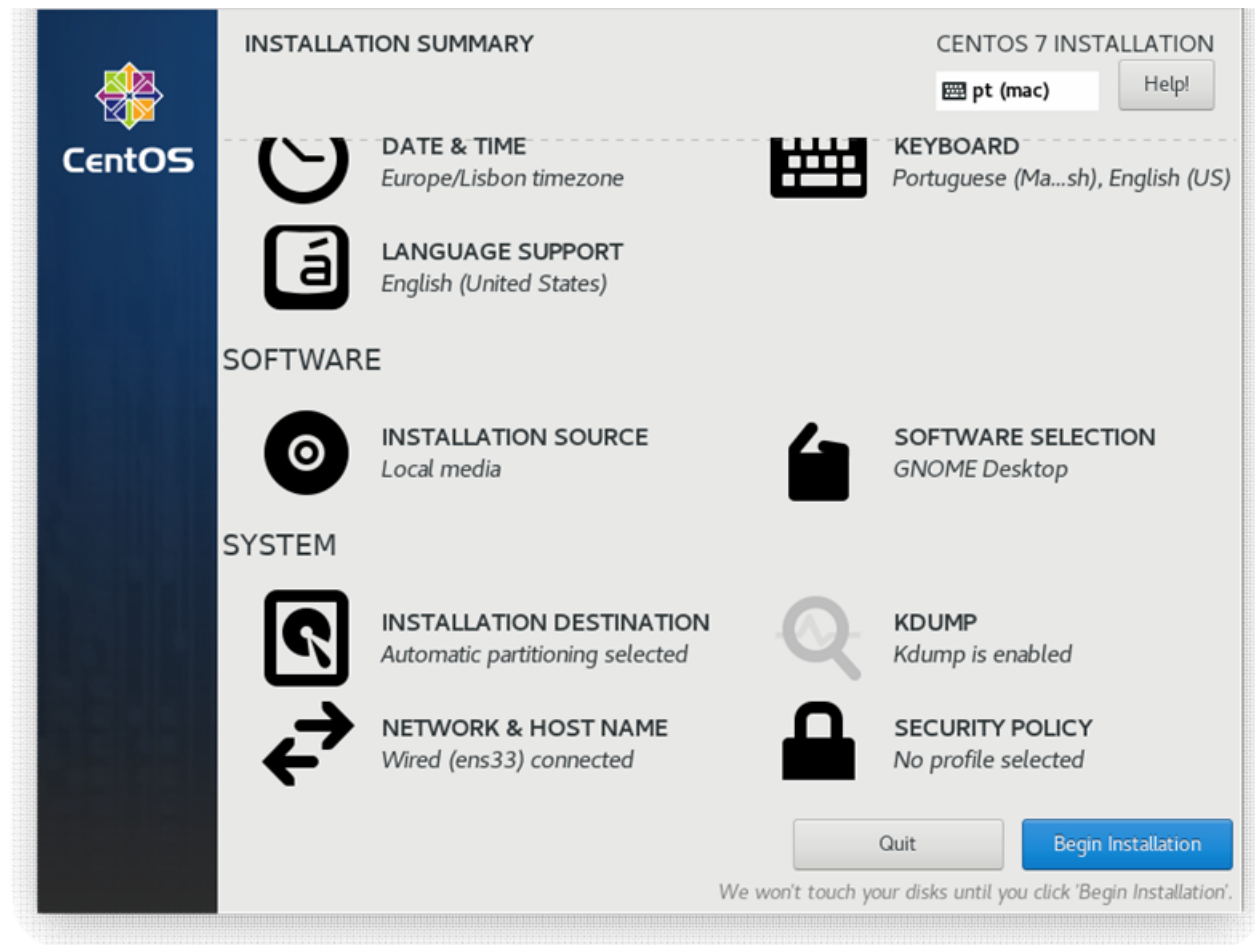 INSTALLATION SUMMARY
CENTOS 7 INSTALLATION
pt (mac)
Help!
CentOS
DATE & TIME
Europe/Lisbon timezone
KEYBOARD
Portuguese (Ma...sh), English (US)
á
LANGUAGE SUPPORT
English (United States)
SOFTWARE
INSTALLATION SOURCE
Local media
SOFTWARE SELECTION
GNOME Desktop
SYSTEM
INSTALLATION DESTINATION
Automatic partitioning selected
KDUMP
Kdump is enabled
NETWORK & HOST NAME
Wired (ens33) connected
SECURITY POLICY
No profile selected
Quit
Begin Installation
We won't touch your disks until you click 'Begin Installation'.